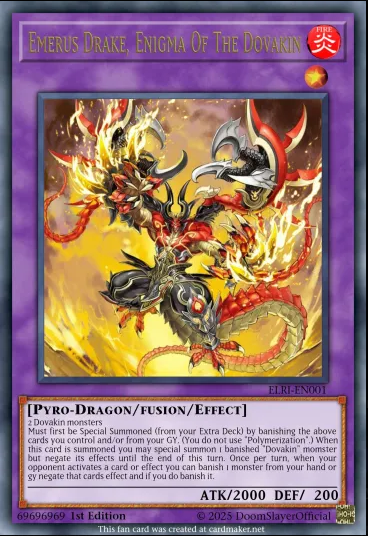 Emerus Drake, Enigma Of The Dovakin
FIRE
炎
ELRI-EN001
[Pyro-Dragon/fusion/Effect]
2 Dovakin monsters
Must first be Special Summoned (from your Extra Deck) by banishing the above
cards you control and/or from your GY. (You do not use "Polymerization".) When
this card is summoned you may special summon 1 banished "Dovakin" momster
but negate its effects until the end of this turn. Once per turn, when your
opponent activates a card or effect you can banish 1 monster from your hand or
gy negate that cards effect and if you do banish it.
ATK/2000 DEF/ 200
69696969 1st Edition © 2025 DoomSlayerOfficial
This fan card was created at cardmaker.net